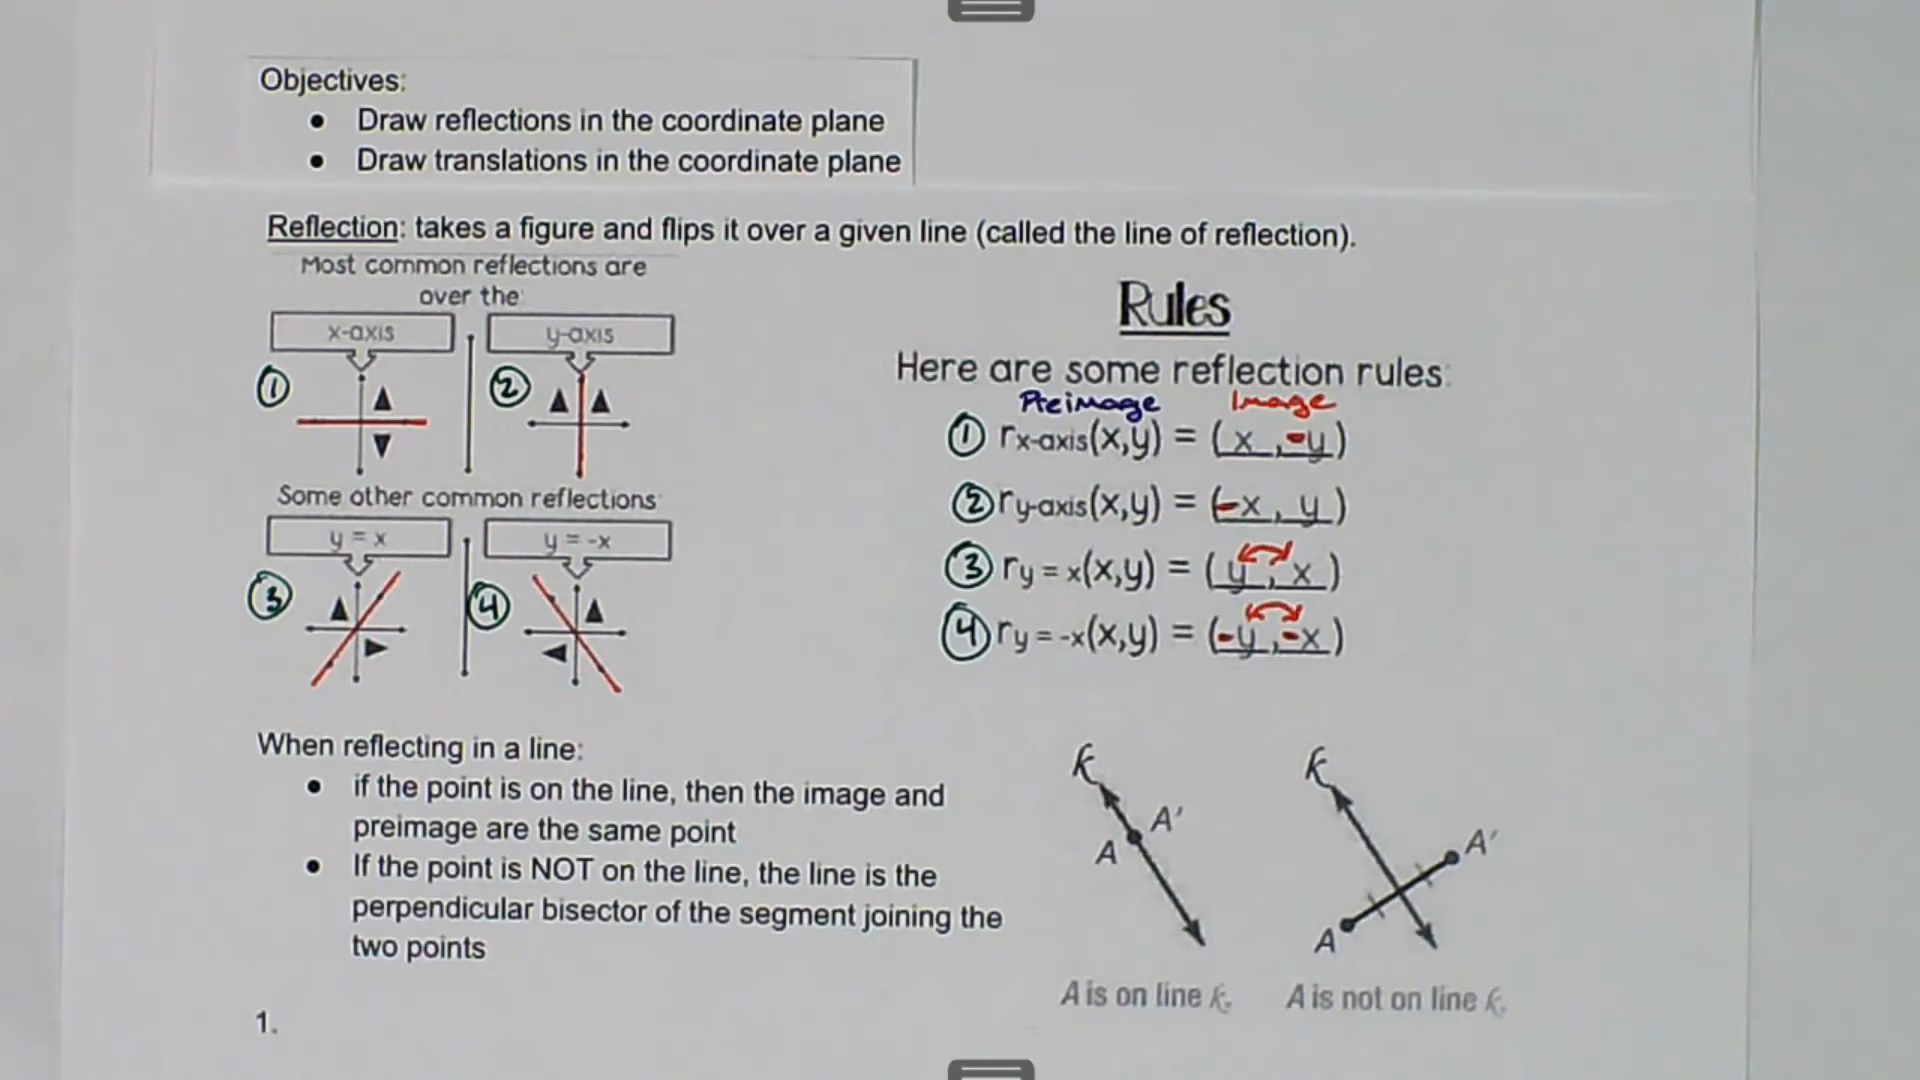 Objectives:
● Draw reflections in the coordinate plane
● Draw translations in the coordinate plane
Reflection: takes a figure and flips it over a given line (called the line of reflection).
Most common reflections are
over the:
x-axis
y-axis
①
②
Some other common reflections
y = x
y = -x
③
④
Rules
Here are some reflection rules:
Preimage Image
① rx-axis(x,y) = (x, -y)
② ry-axis(x,y) = (-x, y)
③ ry = x(x,y) = (y, x)
④ ry = -x(x,y) = (-y, -x)
When reflecting in a line:
● if the point is on the line, then the image and
preimage are the same point
● If the point is NOT on the line, the line is the
perpendicular bisector of the segment joining the
two points
k
A'
A
A is on line k.
k
A'
A
A is not on line k.
1.